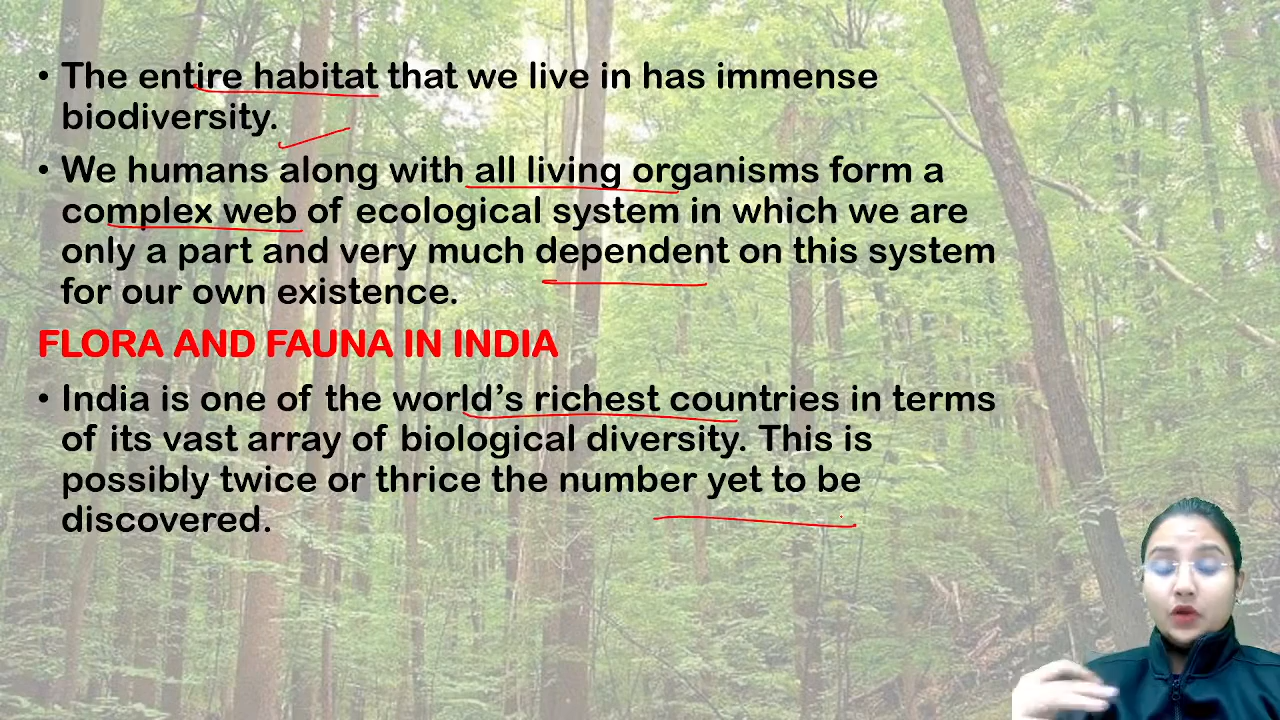 • The entire habitat that we live in has immense
biodiversity.
• We humans along with all living organisms form a
complex web of ecological system in which we are
only a part and very much dependent on this system
for our own existence.
FLORA AND FAUNA IN INDIA
• India is one of the world's richest countries in terms
of its vast array of biological diversity. This is
possibly twice or thrice the number yet to be
discovered.